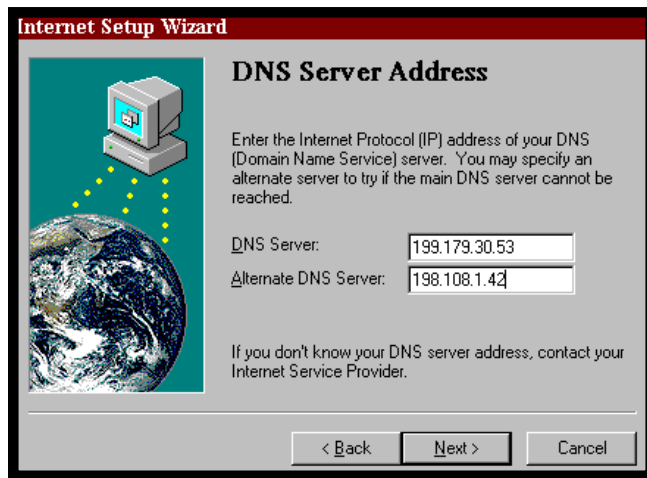 Internet Setup Wizard
DNS Server Address
Enter the Internet Protocol (IP) address of your DNS
(Domain Name Service) server.  You may specify an
alternate server to try if the main DNS server cannot be
reached.
DNS Server: 199.179.30.53
Alternate DNS Server: 198.108.1.42
If you don't know your DNS server address, contact your
Internet Service Provider.
< Back Next > Cancel